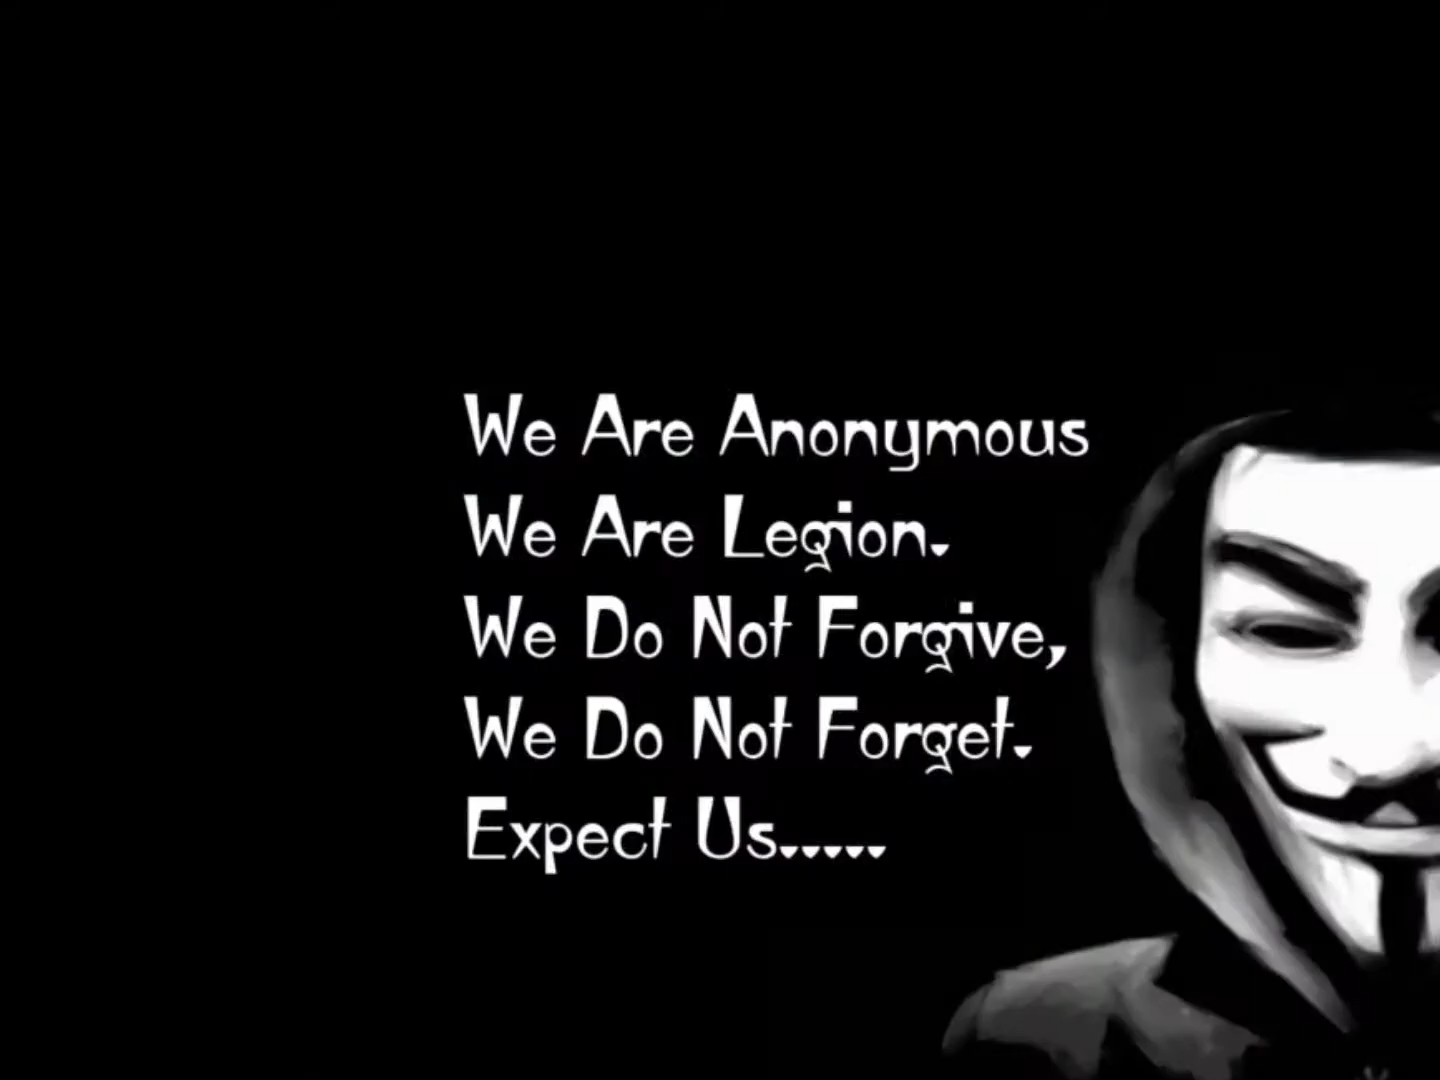 We Are Anonymous
We Are Legion.
We Do Not Forgive,
We Do Not Forget.
Expect Us.....